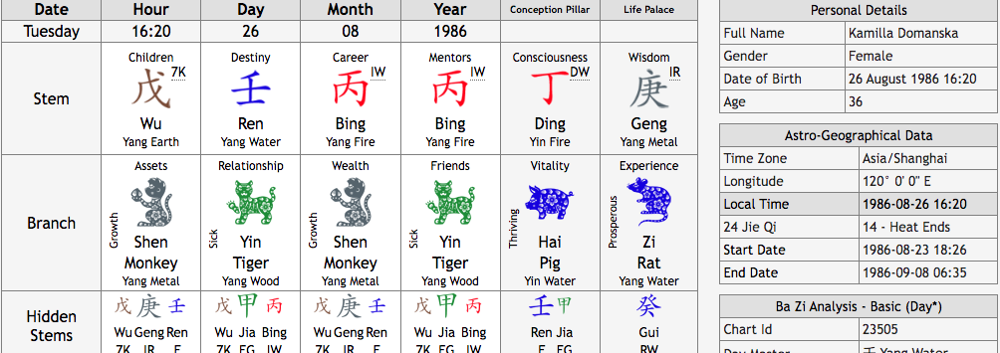 Date Hour Day Month Year Conception Pillar Life Palace
Tuesday 16:20 26 08 1986
Stem
Children Destiny Career Mentors Consciousness Wisdom
戊 7K 壬 丙 IW 丙 IW 丁 DW 庚 IR
Wu Ren Bing Bing Ding Geng
Yang Earth Yang Water Yang Fire Yang Fire Yin Fire Yang Metal
Branch
Assets Relationship Wealth Friends Vitality Experience
Growth Sick Growth Sick Thriving Prosperous
Shen Yin Shen Yin Hai Zi
Monkey Tiger Monkey Tiger Pig Rat
Yang Metal Yang Wood Yang Metal Yang Wood Yin Water Yang Water
Hidden Stems
戊 庚 壬 戊 甲 丙 戊 庚 壬 戊 甲 丙 壬 甲 癸
Wu Geng Ren Wu Jia Bing Wu Geng Ren Wu Jia Bing Ren Jia Gui
7K IR F 7K EG IW 7K IR F 7K EG IW F EG RW
Personal Details
Full Name Kamilla Domanska
Gender Female
Date of Birth 26 August 1986 16:20
Age 36
Astro-Geographical Data
Time Zone Asia/Shanghai
Longitude 120° 0' 0" E
Local Time 1986-08-26 16:20
24 Jie Qi 14 - Heat Ends
Start Date 1986-08-23 18:26
End Date 1986-09-08 06:35
Ba Zi Analysis - Basic (Day*)
Chart Id 23505
Day Master 壬 Yang Water